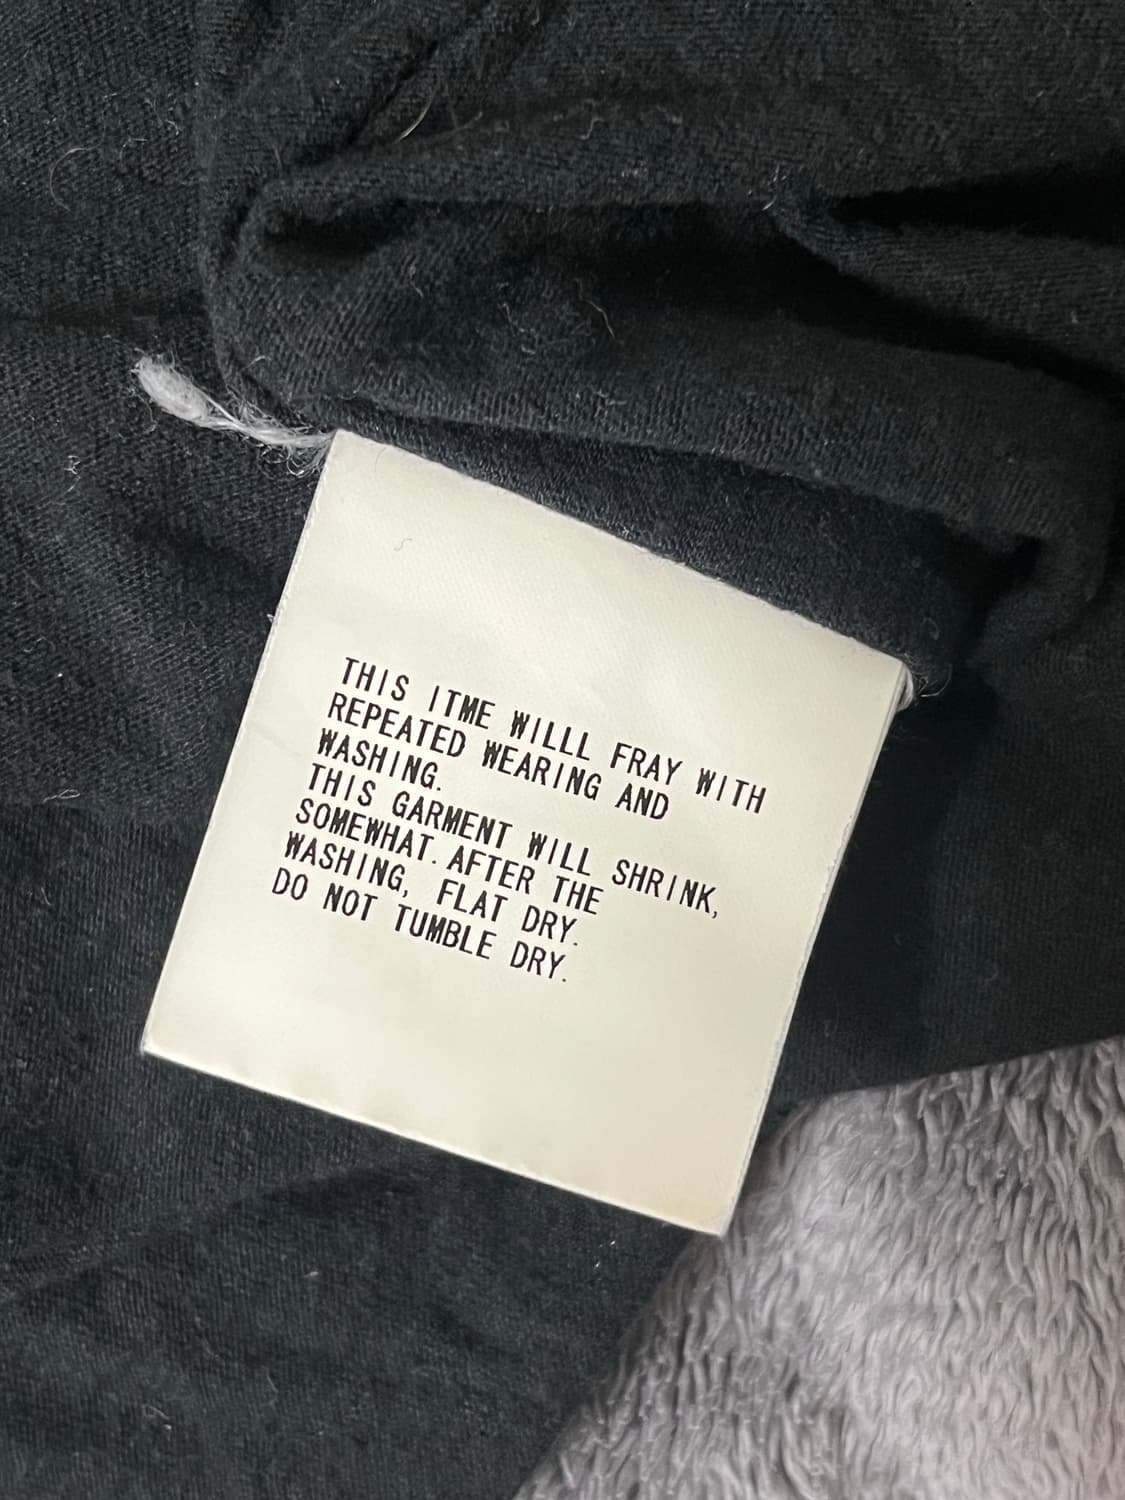 THIS ITME WILLL FRAY WITH
REPEATED WEARING AND
WASHING.
THIS GARMENT WILL SHRINK,
SOMEWHAT. AFTER THE
WASHING, FLAT DRY.
DO NOT TUMBLE DRY.